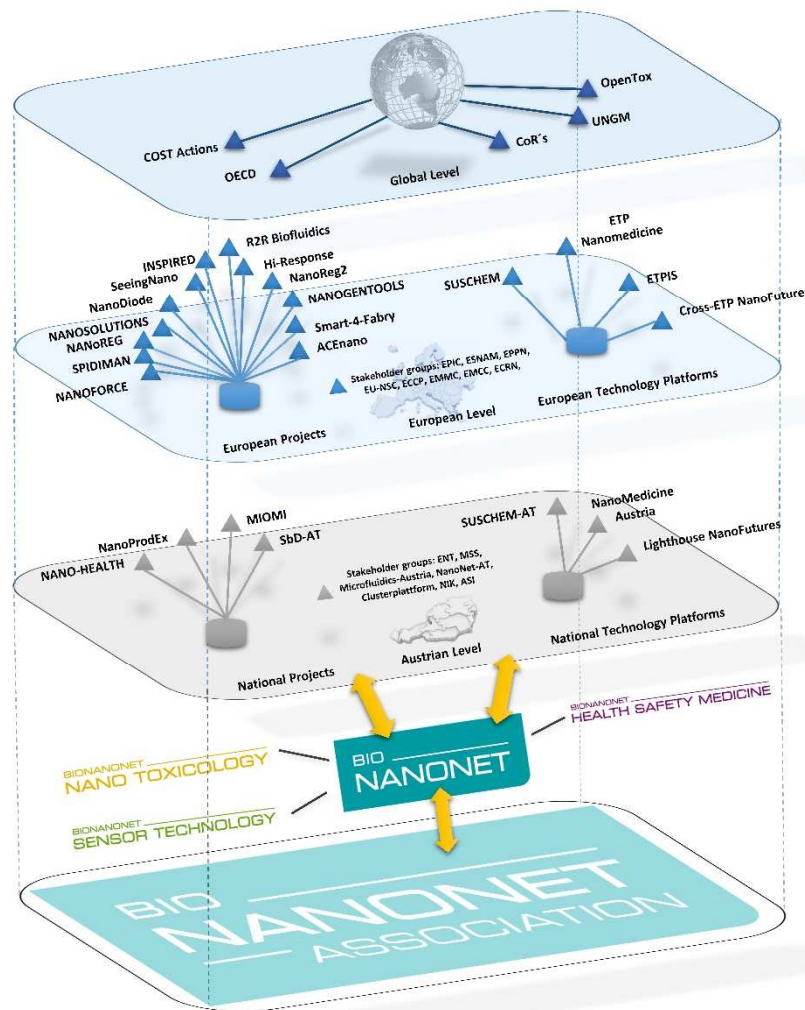 OpenTox
UNGM
COST Actions
CoR´s
OECD
Global Level
R2R Biofluidics
INSPIRED
Hi-Response
SeeingNano
NanoReg2
NanoDiode
NANOGENTOOLS
NANOSOLUTIONS
Smart-4-Fabry
NANoREG
ACEnano
SPIDIMAN
NANOFORCE
ETP
Nanomedicine
SUSCHEM
ETPIS
Cross-ETP NanoFuture
Stakeholder groups: EPIC, ESNAM, EPPN,
EU-NSC, ECCP, EMMC, EMCC, ECRN,
European Projects
European Level
European Technology Platforms
MIOMI
NanoProdEx
SbD-AT
NANO-HEALTH
SUSCHEM-AT
NanoMedicine
Austria
Lighthouse NanoFutures
Stakeholder groups: ENT, MSS,
Microfluidics-Austria, NanoNet-AT,
Clusterplattform, NIK, ASI
National Projects
Austrian Level
National Technology Platforms
BIONANONET
HEALTH SAFETY MEDICINE
BIONANONET
NANO TOXICOLOGY
BIO
NANONET
BIONANONET
SENSOR TECHNOLOGY
BIO
NANONET
ASSOCIATION